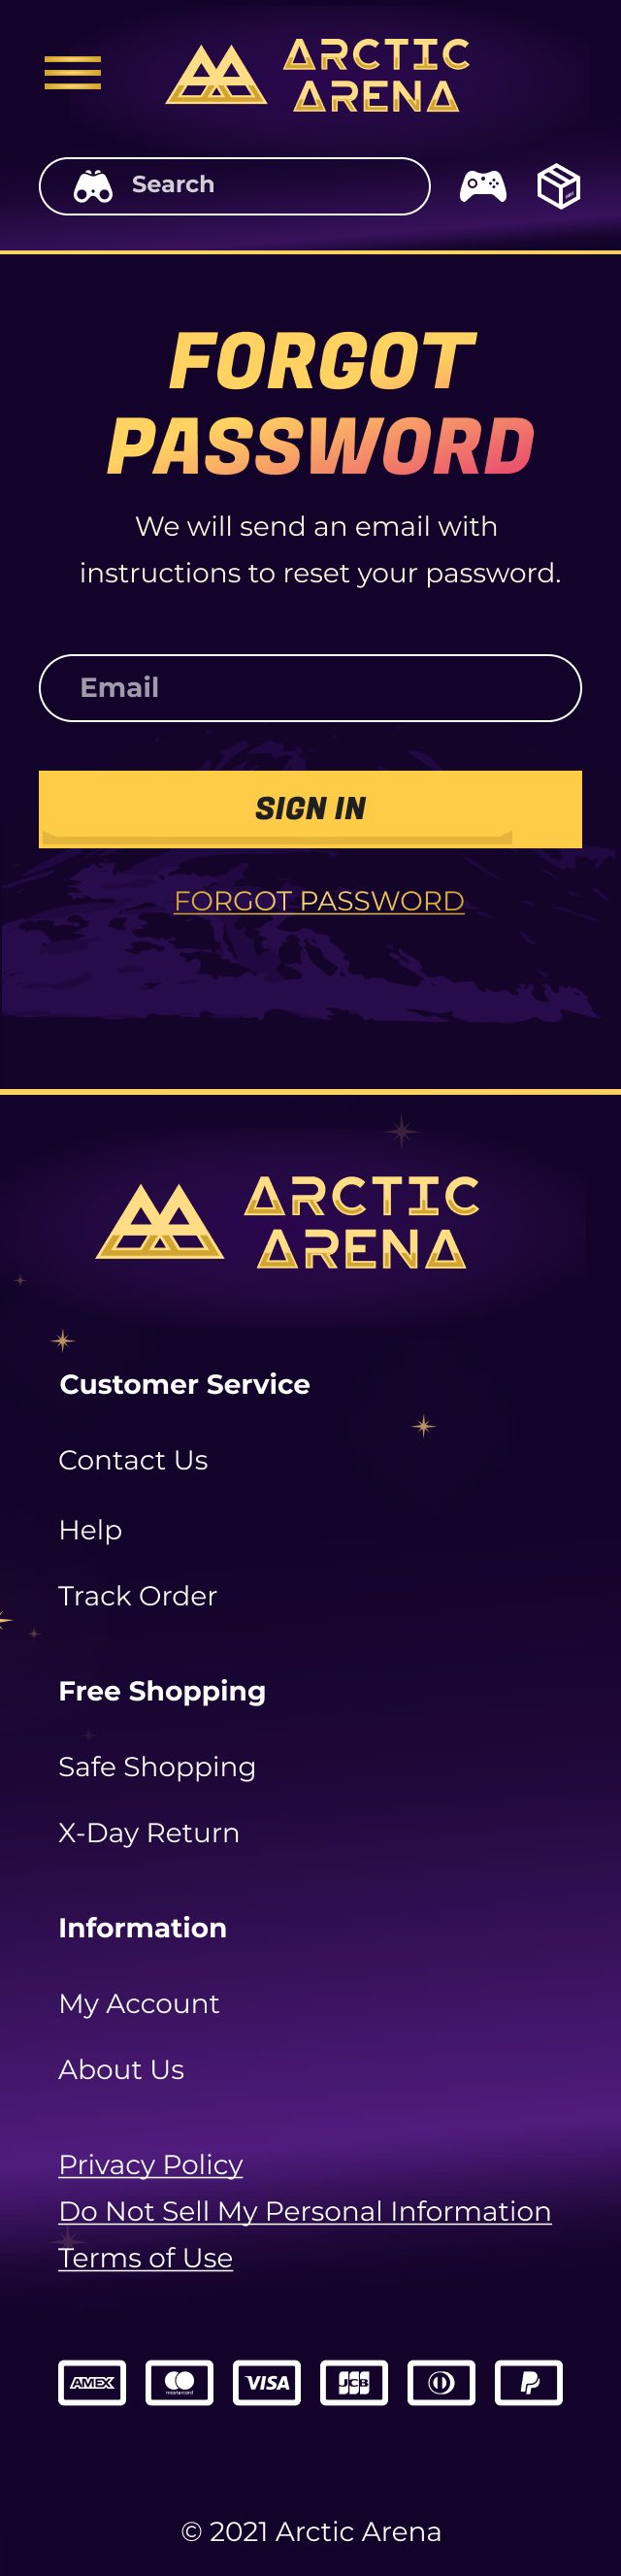 ARCTIC
ARENA
Search
FORGOT
PASSWORD
We will send an email with
instructions to reset your password.
Email
SIGN IN
FORGOT PASSWORD
ARCTIC
ARENA
Customer Service
Contact Us
Help
Track Order
Free Shopping
Safe Shopping
X-Day Return
Information
My Account
About Us
Privacy Policy
Do Not Sell My Personal Information
Terms of Use
AMEX mastercard VISA JCB
© 2021 Arctic Arena